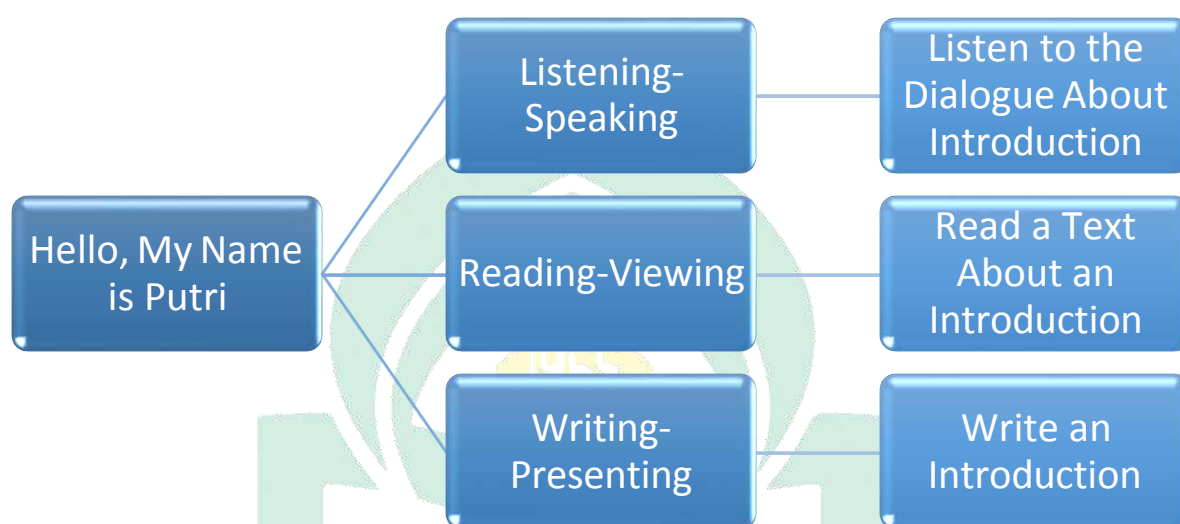 Hello, My Name
is Putri
Listening-
Speaking
Listen to the
Dialogue About
Introduction
Reading-Viewing
Read a Text
About an
Introduction
Writing-
Presenting
Write an
Introduction
1955